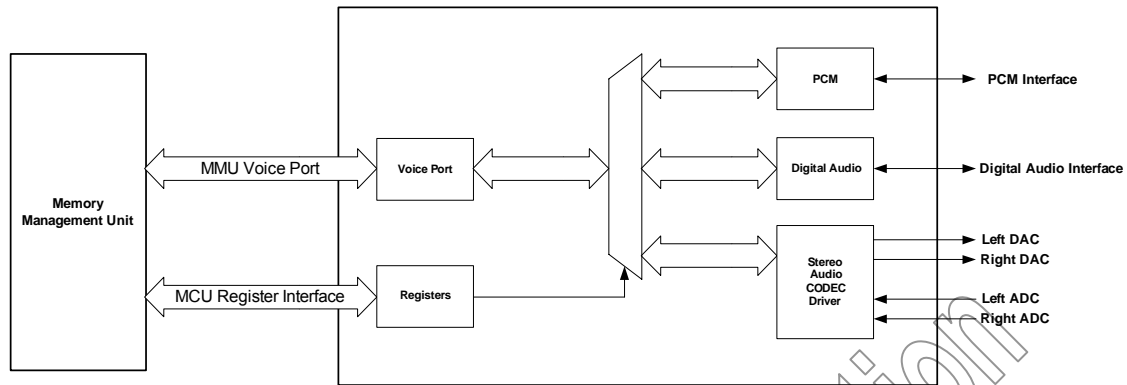 Memory
Management Unit
MMU Voice Port
MCU Register Interface
Voice Port
Registers
PCM
Digital Audio
Stereo
Audio
CODEC
Driver
PCM Interface
Digital Audio Interface
Left DAC
Right DAC
Left ADC
Right ADC